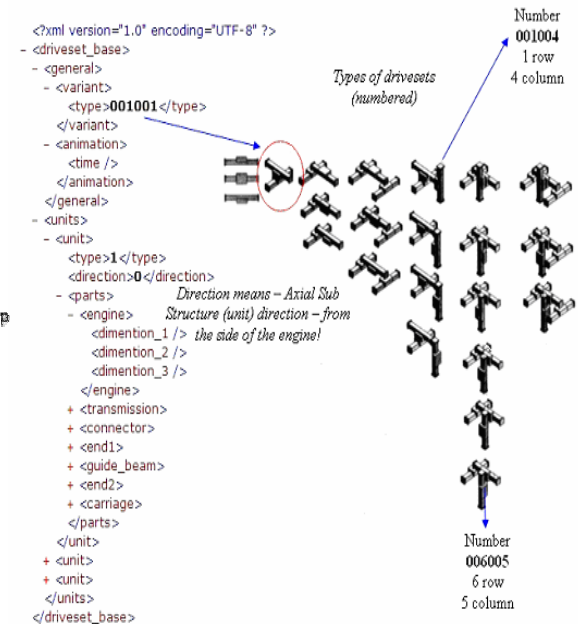 <?xml version="1.0" encoding="UTF-8" ?>
- <driveset_base>
- <general>
- <variant>
<type>001001</type>
</variant>
- <animation>
<time />
</animation>
</general>
- <units>
- <unit>
<type>1</type>
<direction>0</direction>
- <parts>
- <engine>
<dimention_1 />
<dimention_2 />
<dimention_3 />
</engine>
+ <transmission>
+ <connector>
+ <end1>
+ <guide_beam>
+ <end2>
+ <carriage>
</parts>
</unit>
+ <unit>
+ <unit>
</units>
</driveset_base>
Types of drivesets
(numbered)
Number
001004
1 row
4 column
Direction means – Axial Sub
Structure (unit) direction – from
the side of the engine!
Number
006005
6 row
5 column